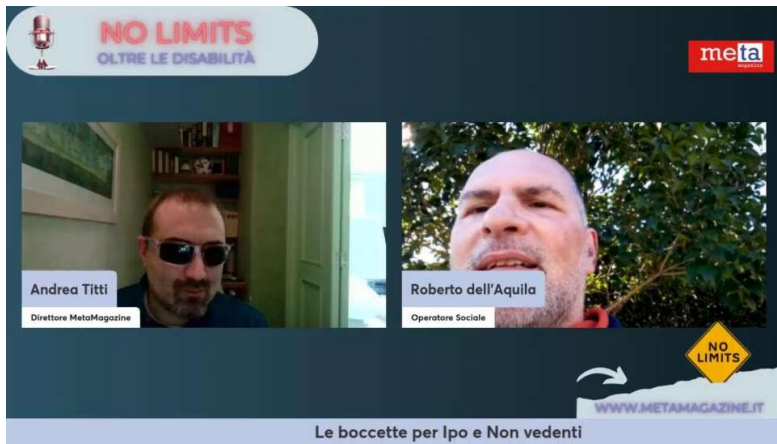 NO LIMITS
OLTRE LE DISABILITÀ
meta
magazine
Andrea Titti
Direttore MetaMagazine
Roberto dell'Aquila
Operatore Sociale
NO
LIMITS
WWW.METAMAGAZINE.IT
Le boccette per Ipo e Non vedenti